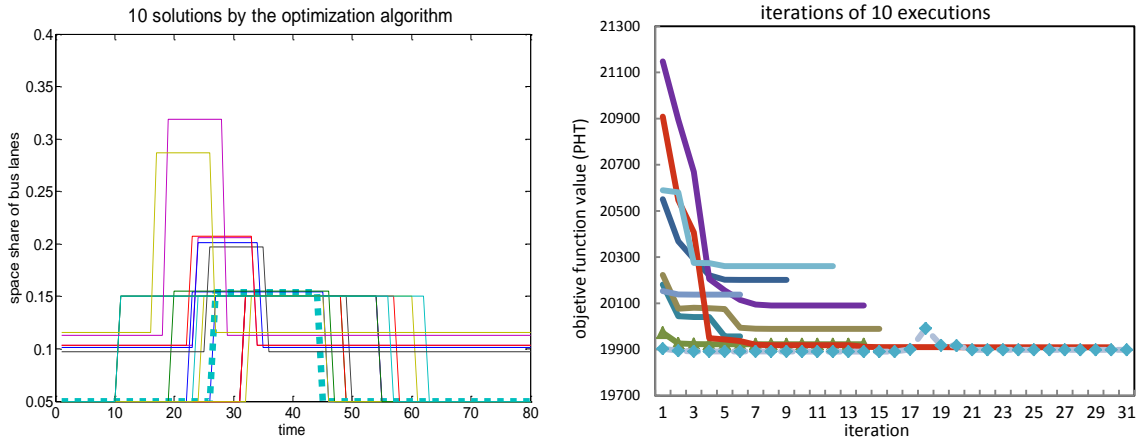 10 solutions by the optimization algorithm
0.4
0.35
0.3
0.25
0.2
0.15
0.1
0.05
space share of bus lanes
0 10 20 30 40 50 60 70 80
time
iterations of 10 executions
21300
21100
20900
20700
20500
20300
20100
19900
19700
objetive function value (PHT)
1 3 5 7 9 11 13 15 17 19 21 23 25 27 29 31
iteration